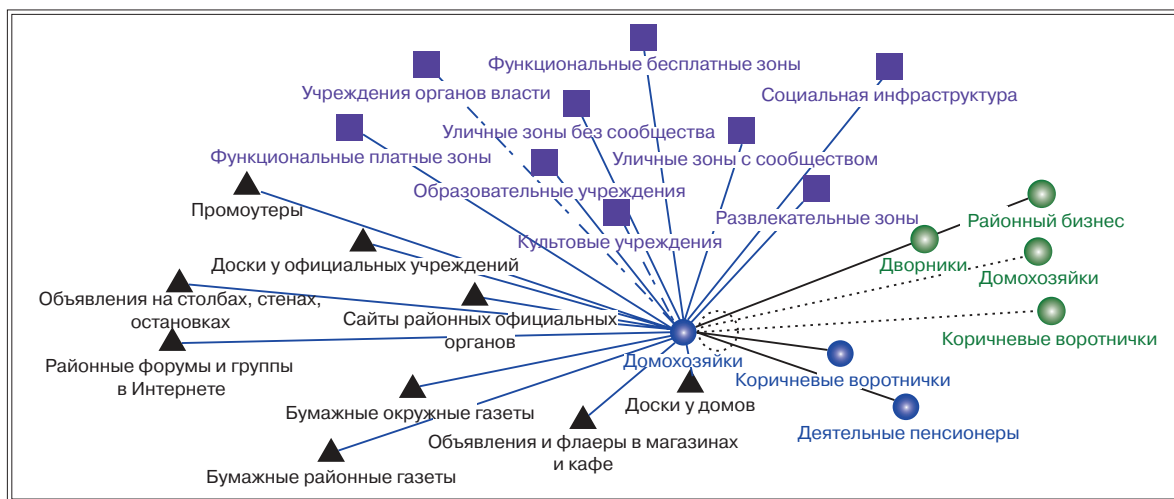 Функциональные бесплатные зоны
Учреждения органов власти
Социальная инфраструктура
Уличные зоны без сообщества
Функциональные платные зоны
Уличные зоны с сообществом
Образовательные учреждения
Промоутеры
Развлекательные зоны
Районный бизнес
Культовые учреждения
Доски у официальных учреждений
Дворники
Домохозяйки
Объявления на столбах, стенах,
остановках
Сайты районных официальных
органов
Коричневые воротнички
Домохозяйки
Районные форумы и группы
в Интернете
Коричневые воротнички
Бумажные окружные газеты
Доски у домов
Деятельные пенсионеры
Объявления и флаеры в магазинах
и кафе
Бумажные районные газеты